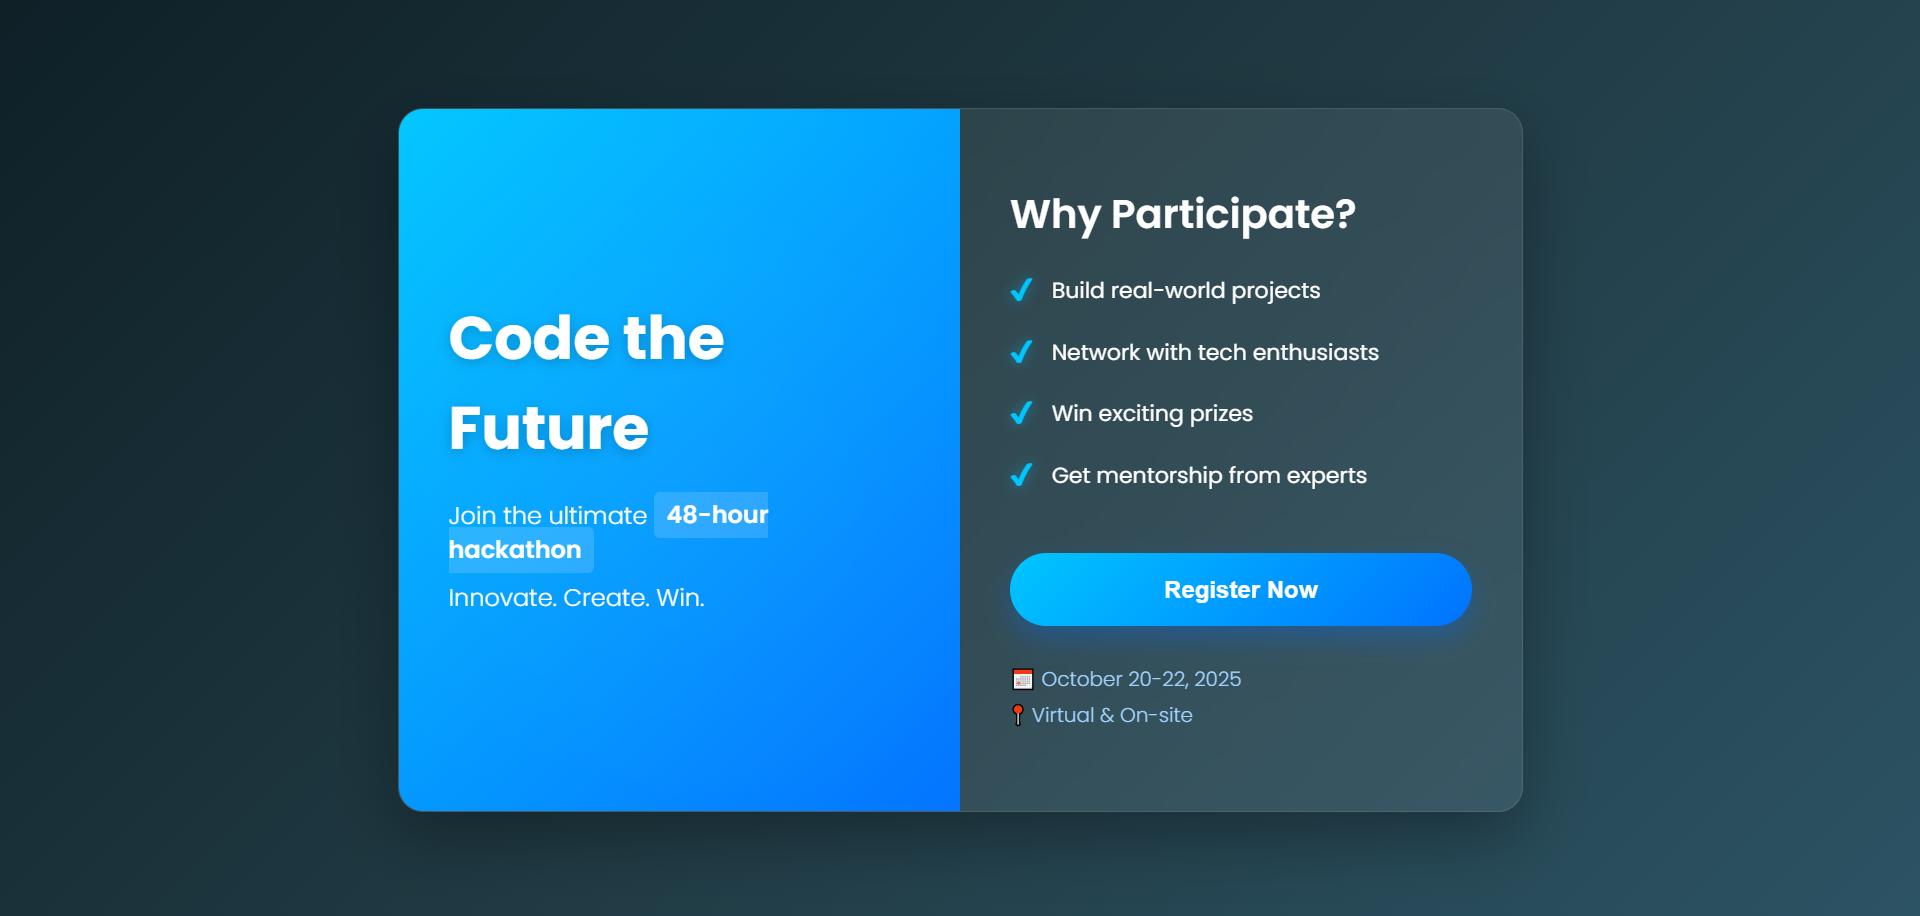 Code the
Future
Join the ultimate 48-hour
hackathon
Innovate. Create. Win.
Why Participate?
Build real-world projects
Network with tech enthusiasts
Win exciting prizes
Get mentorship from experts
Register Now
October 20-22, 2025
Virtual & On-site